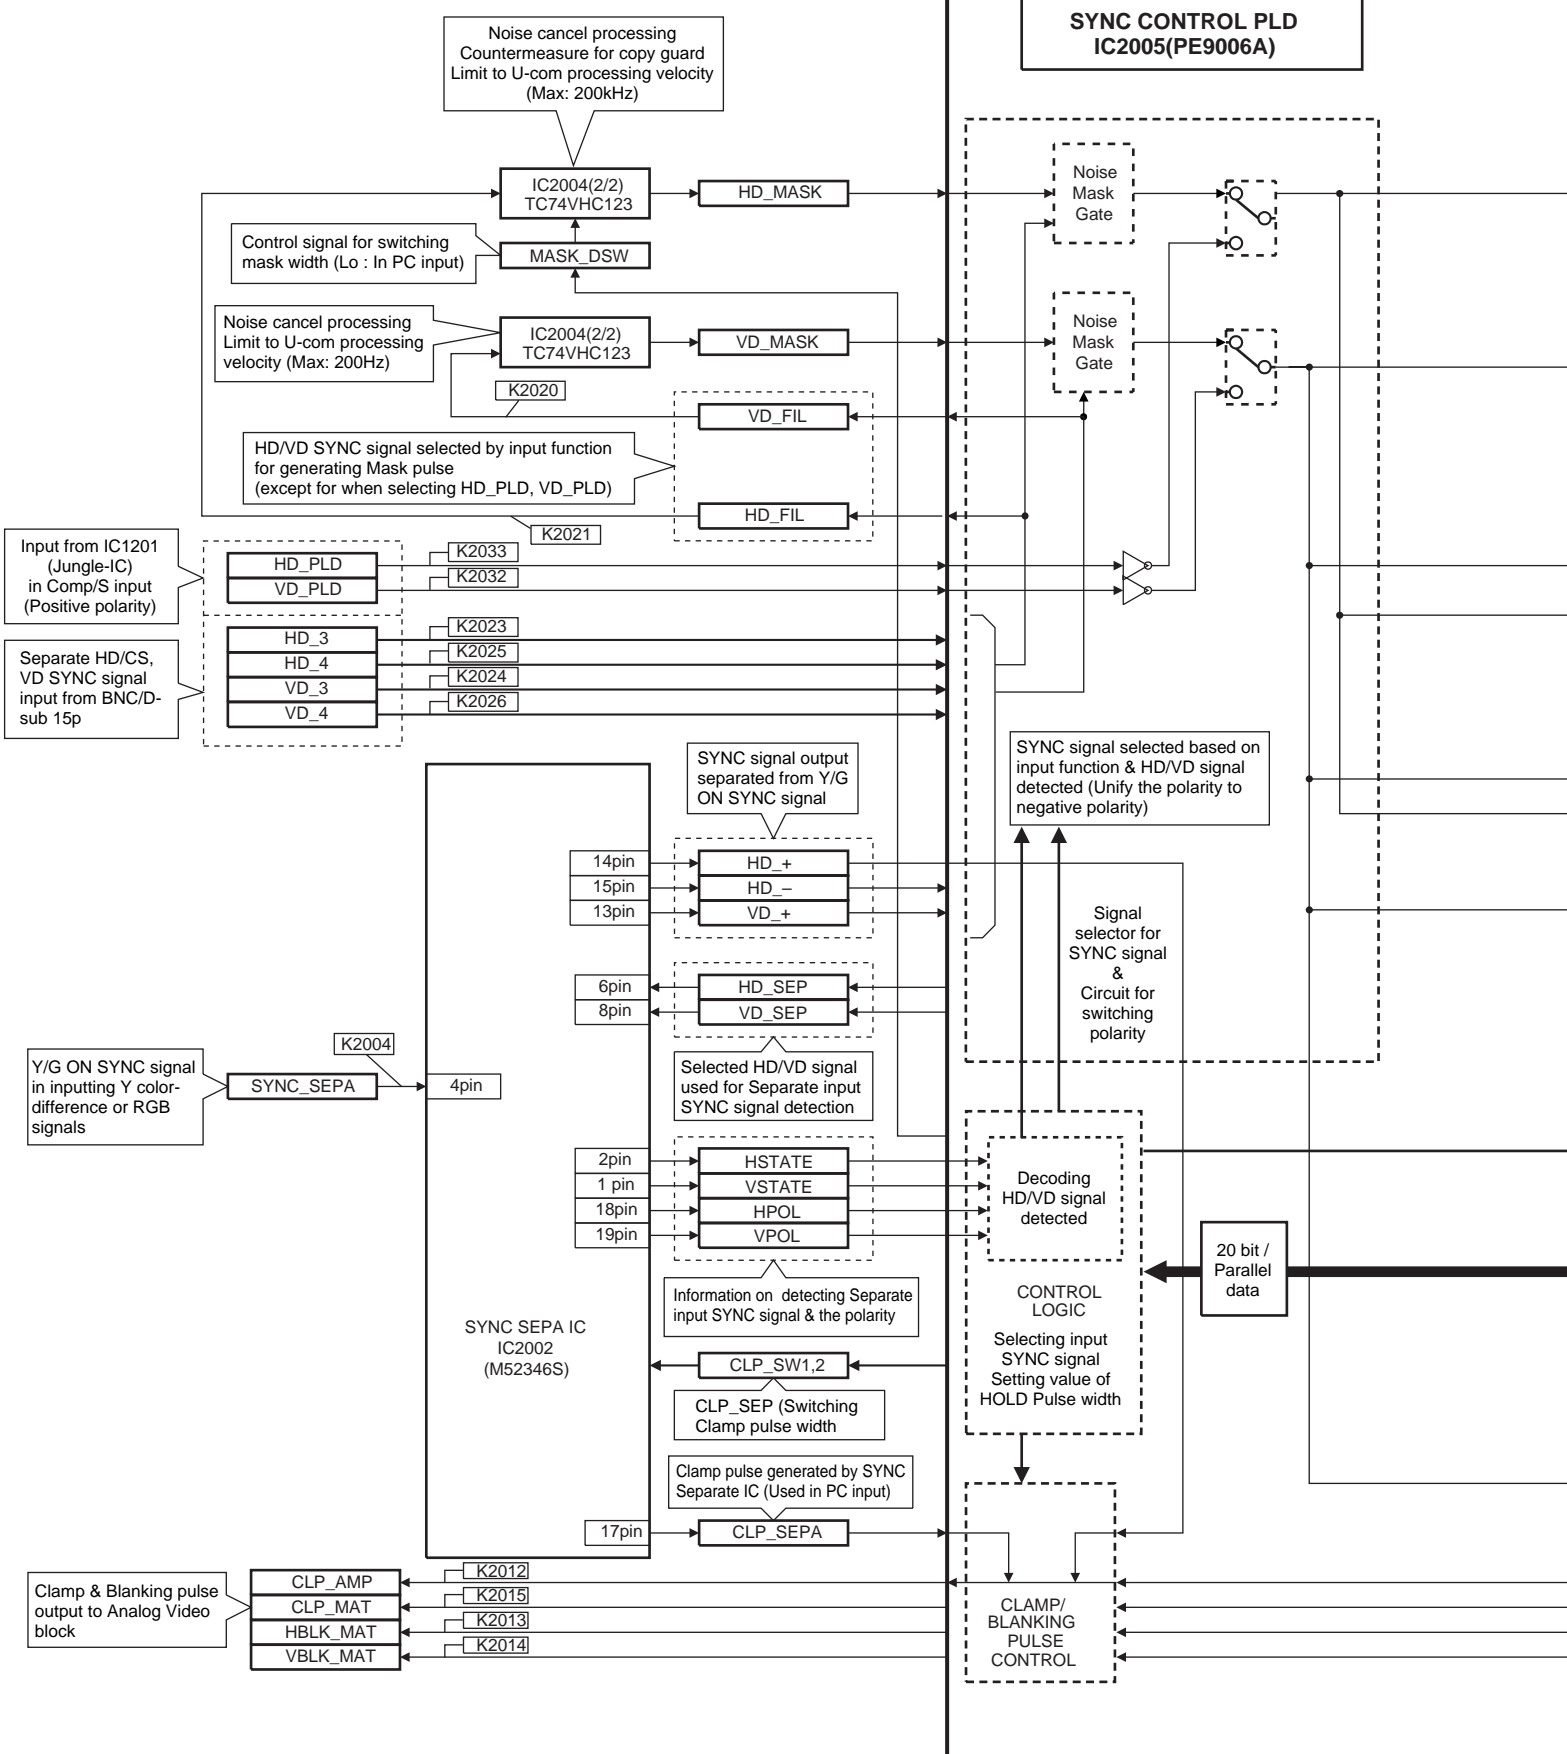 SYNC CONTROL PLD
IC2005(PE9006A)
Noise cancel processing
Countermeasure for copy guard
Limit to U-com processing velocity
(Max: 200kHz)
IC2004(2/2)
TC74VHC123
HD_MASK
Noise
Mask
Gate
Control signal for switching
mask width (Lo : In PC input)
MASK_DSW
Noise cancel processing
Limit to U-com processing
velocity (Max: 200Hz)
IC2004(2/2)
TC74VHC123
VD_MASK
Noise
Mask
Gate
K2020
VD_FIL
HD/VD SYNC signal selected by input function
for generating Mask pulse
(except for when selecting HD_PLD, VD_PLD)
HD_FIL
K2021
Input from IC1201
(Jungle-IC)
in Comp/S input
(Positive polarity)
HD_PLD
VD_PLD
K2033
K2032
Separate HD/CS,
VD SYNC signal
input from BNC/D-
sub 15p
HD_3
HD_4
VD_3
VD_4
K2023
K2025
K2024
K2026
SYNC signal output
separated from Y/G
ON SYNC signal
SYNC signal selected based on
input function & HD/VD signal
detected (Unify the polarity to
negative polarity)
14pin
15pin
13pin
HD_+
HD_–
VD_+
Signal
selector for
SYNC signal
&
Circuit for
switching
polarity
6pin
8pin
HD_SEP
VD_SEP
Selected HD/VD signal
used for Separate input
SYNC signal detection
Y/G ON SYNC signal
in inputting Y color-
difference or RGB
signals
SYNC_SEPA
K2004
4pin
2pin
1 pin
18pin
19pin
HSTATE
VSTATE
HPOL
VPOL
Decoding
HD/VD signal
detected
20 bit /
Parallel
data
Information on detecting Separate
input SYNC signal & the polarity
CONTROL
LOGIC
Selecting input
SYNC signal
Setting value of
HOLD Pulse width
SYNC SEPA IC
IC2002
(M52346S)
CLP_SW1,2
CLP_SEP (Switching
Clamp pulse width
Clamp pulse generated by SYNC
Separate IC (Used in PC input)
17pin
CLP_SEPA
Clamp & Blanking pulse
output to Analog Video
block
CLP_AMP
CLP_MAT
HBLK_MAT
VBLK_MAT
K2012
K2015
K2013
K2014
CLAMP/
BLANKING
PULSE
CONTROL